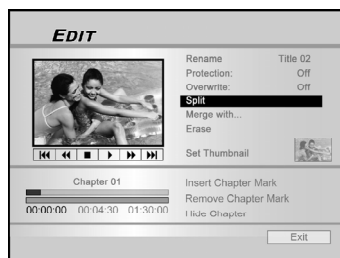 EDIT
Rename Title 02
Protection: Off
Overwrite: Off
Split
Merge with...
Erase
Set Thumbnail
Chapter 01
00:00:00 00:04:30 01:30:00
Insert Chapter Mark
Remove Chapter Mark
Hide Chapter
Exit